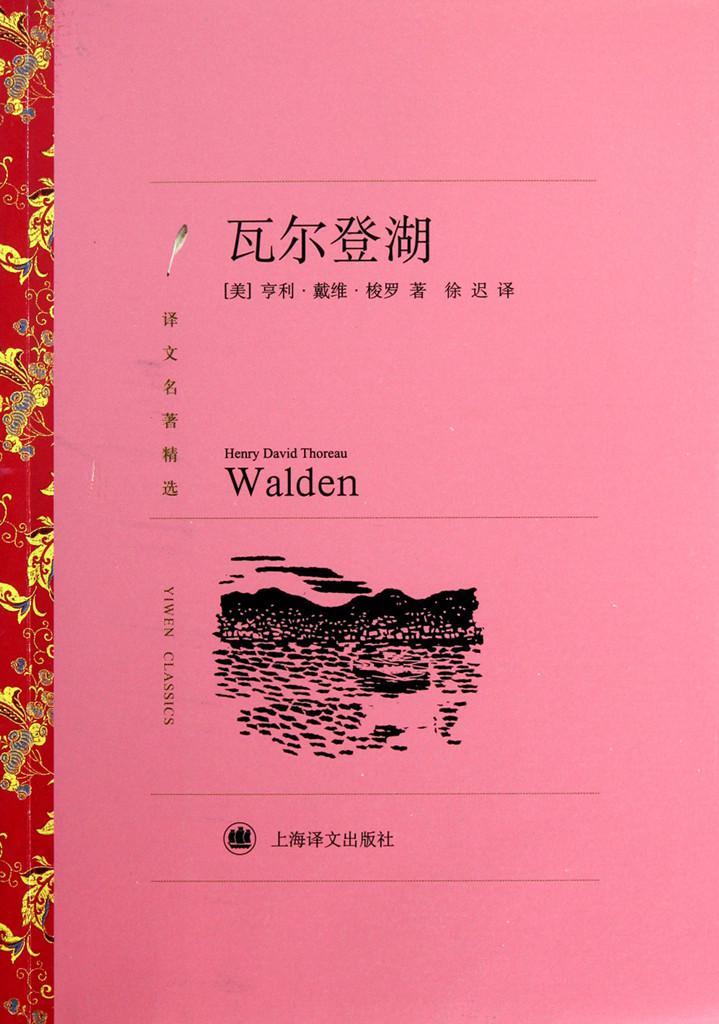 瓦尔登湖
[美] 亨利·戴维·梭罗 著 徐迟 译
译文名著精选
Henry David Thoreau
Walden
YIWEN CLASSICS
上海译文出版社